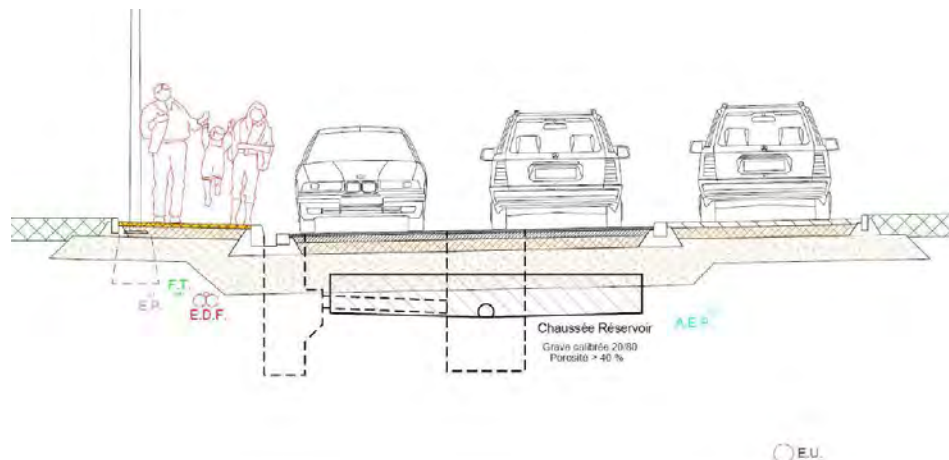 F.T.
E.P.
E.D.F.
Chaussée Réservoir
A.E.P.
Grave calibrée 20/80
Porosité > 40 %
E.U.